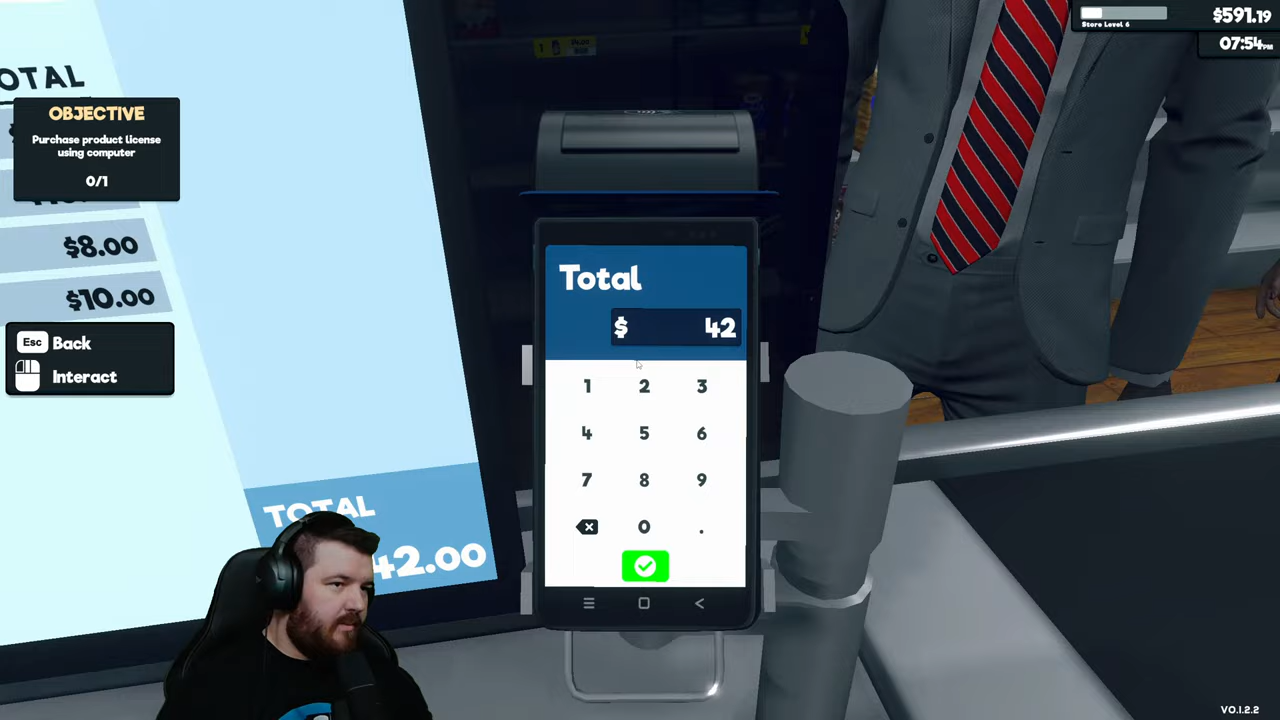 $591.19
Store Level 6
07:54PM
OTAL
OBJECTIVE
Purchase product license
using computer
0/1
$8.00
$10.00
Esc Back
Interact
Total
$ 42
1 2 3
4 5 6
7 8 9
0 .
TOTAL
42.00
V0.1.2.2